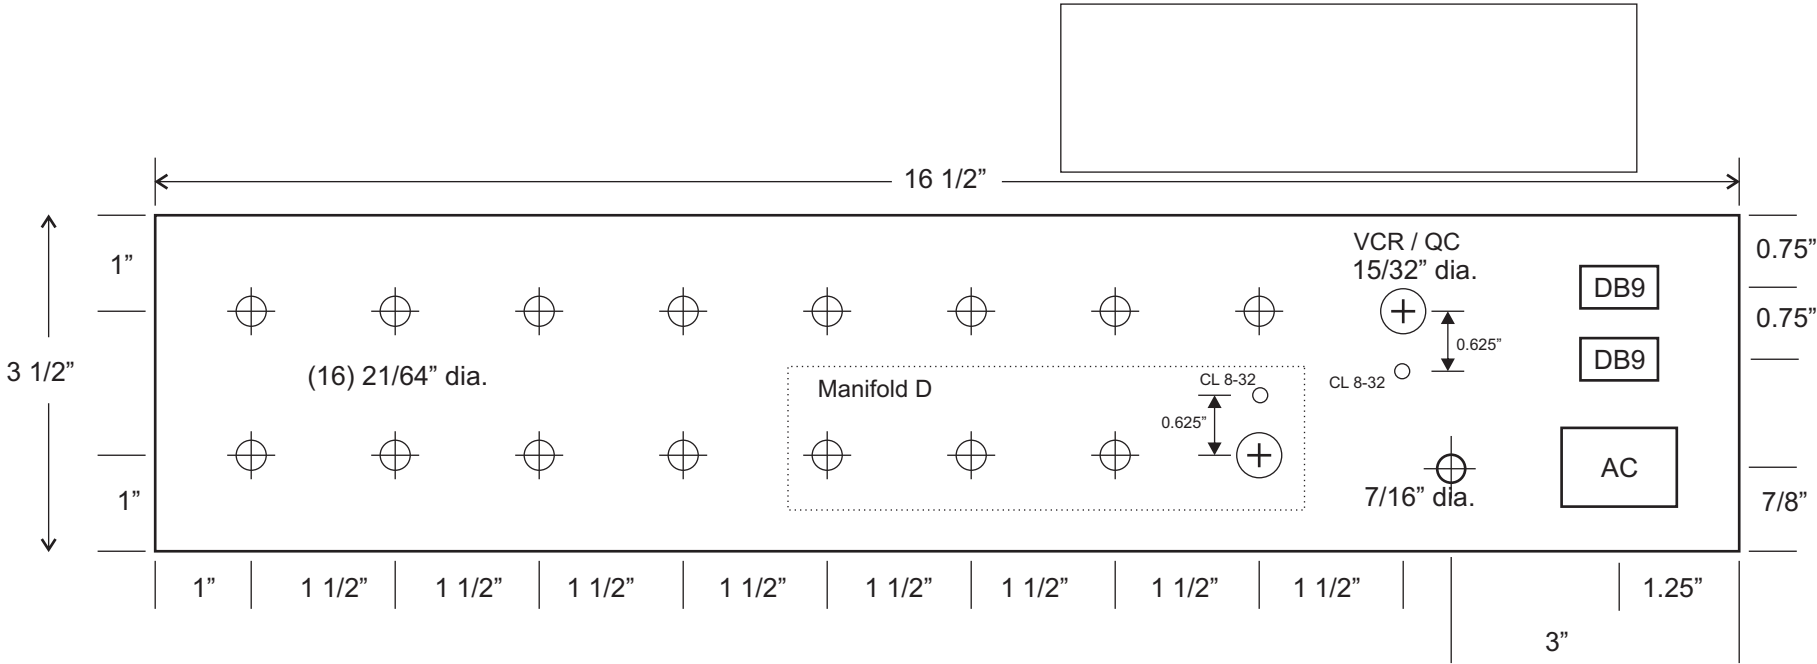 16 1/2”
VCR / QC
15/32” dia.
0.75”
1”
DB9
0.75”
0.625”
DB9
3 1/2”
(16) 21/64” dia.
Manifold D
CL 8-32
CL 8-32
0.625”
AC
1”
7/16” dia.
7/8”
1”
1 1/2”
1 1/2”
1 1/2”
1 1/2”
1 1/2”
1 1/2”
1 1/2”
1 1/2”
1.25”
3”